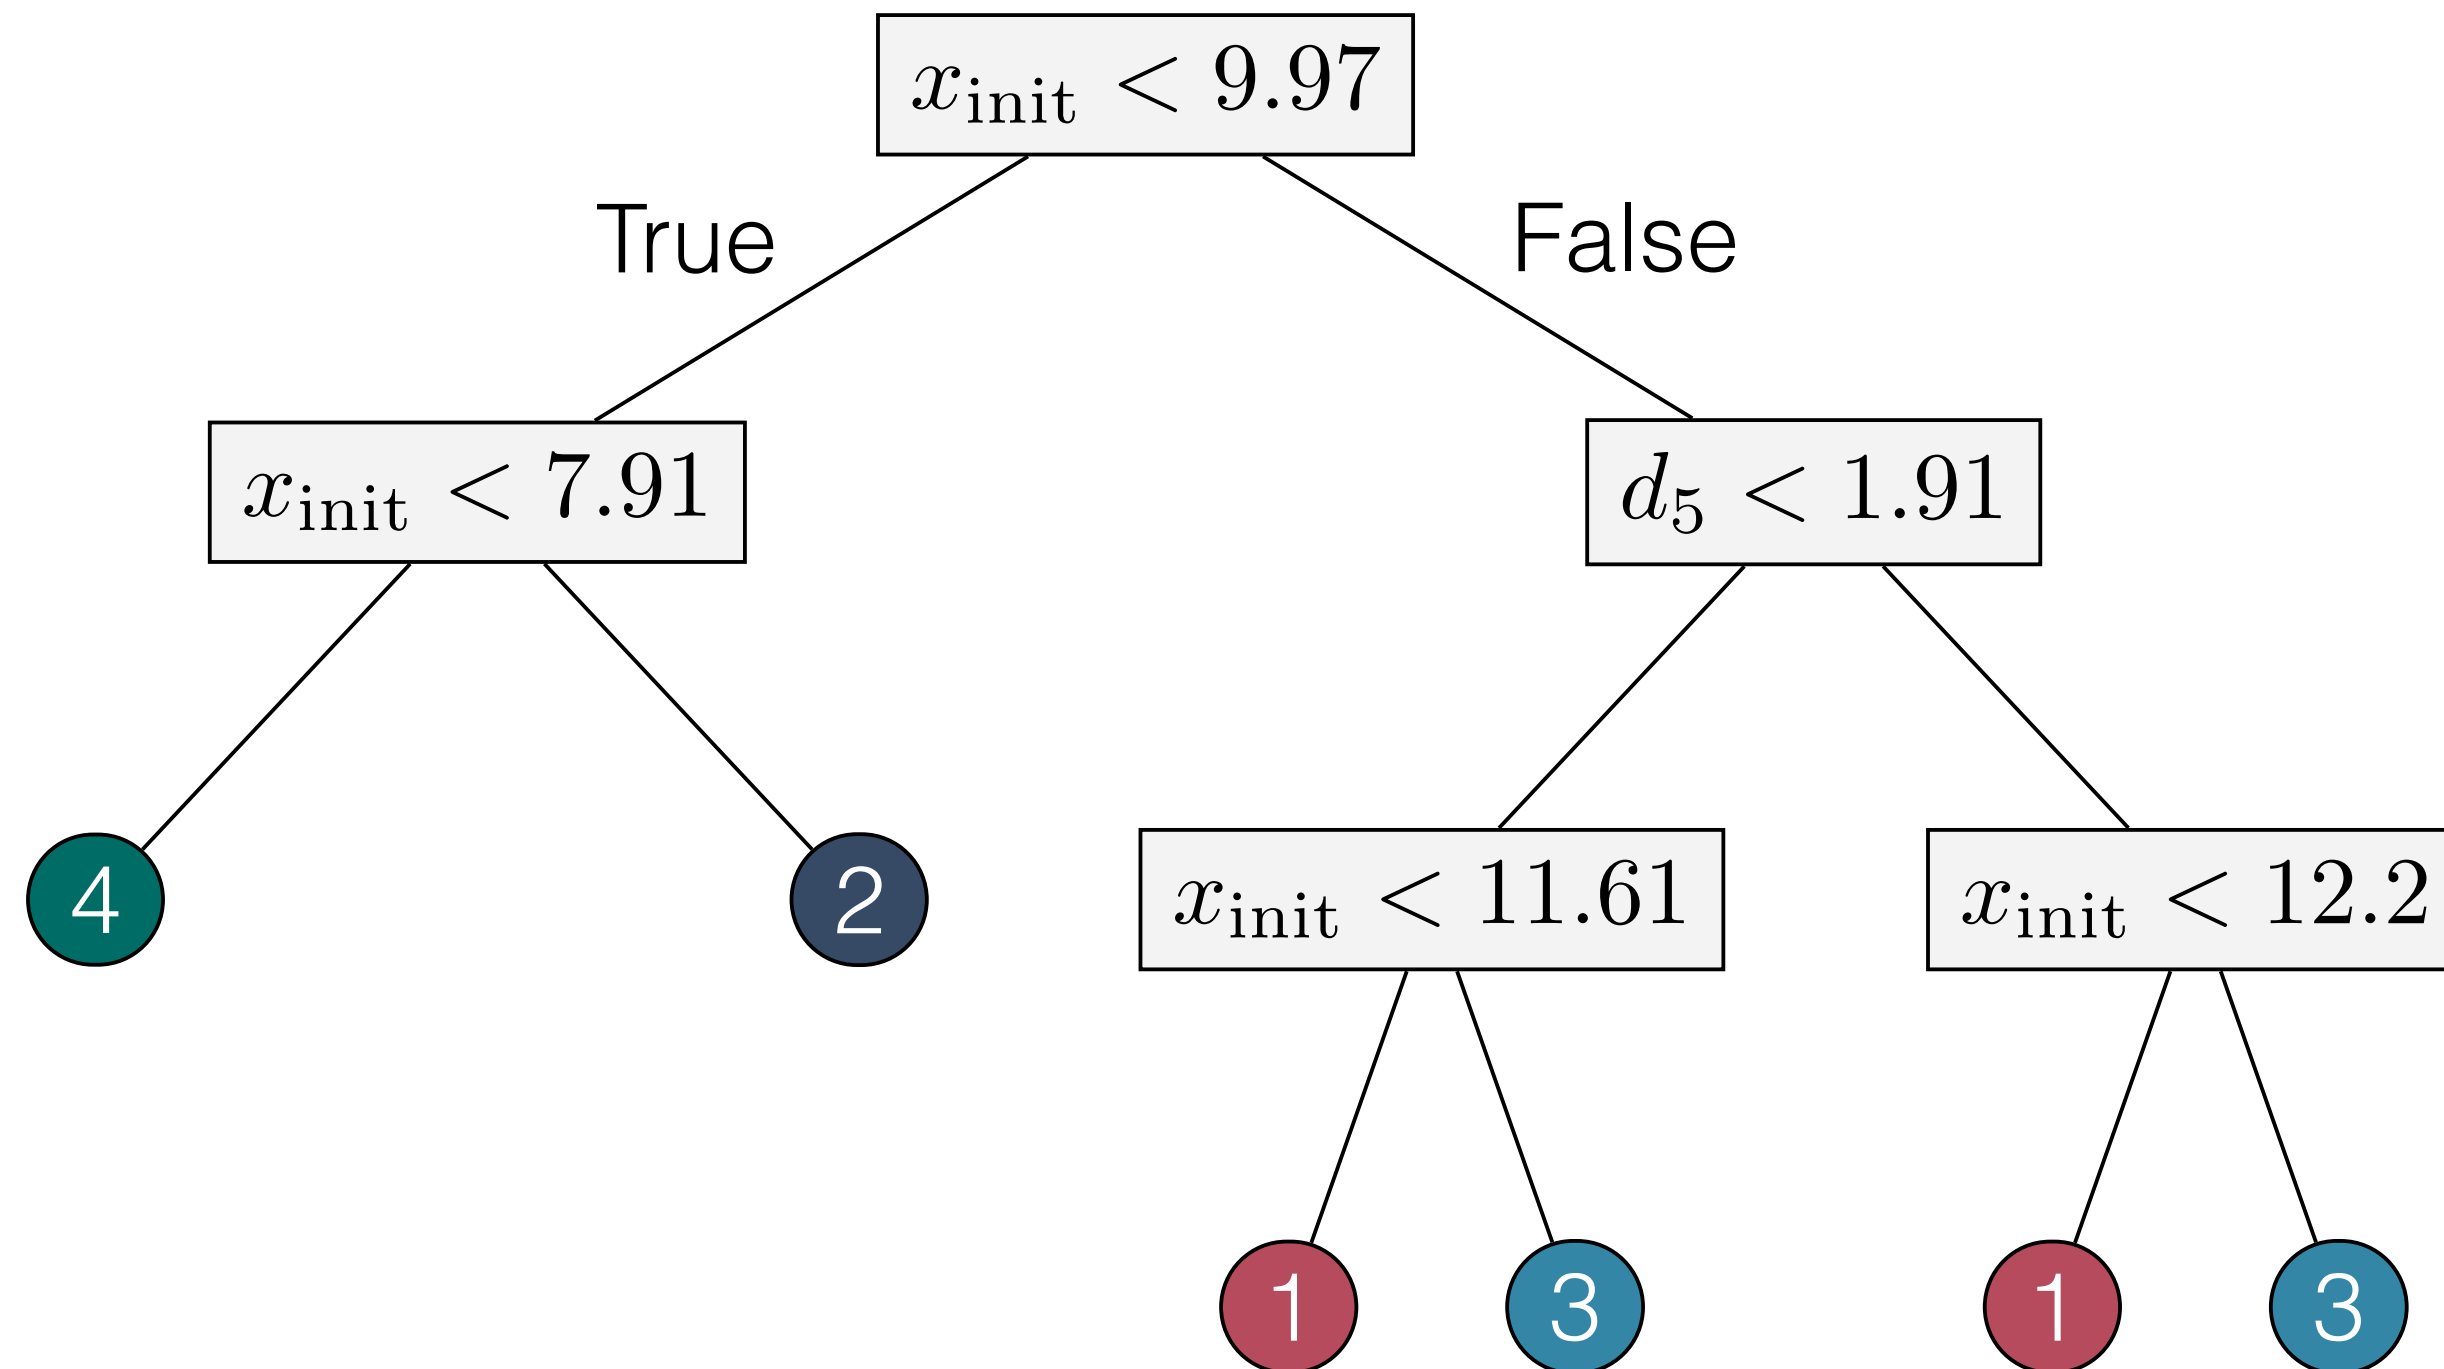 x_init < 9.97
True
False
x_init < 7.91
d_5 < 1.91
4
2
x_init < 11.61
x_init < 12.2
1
3
1
3